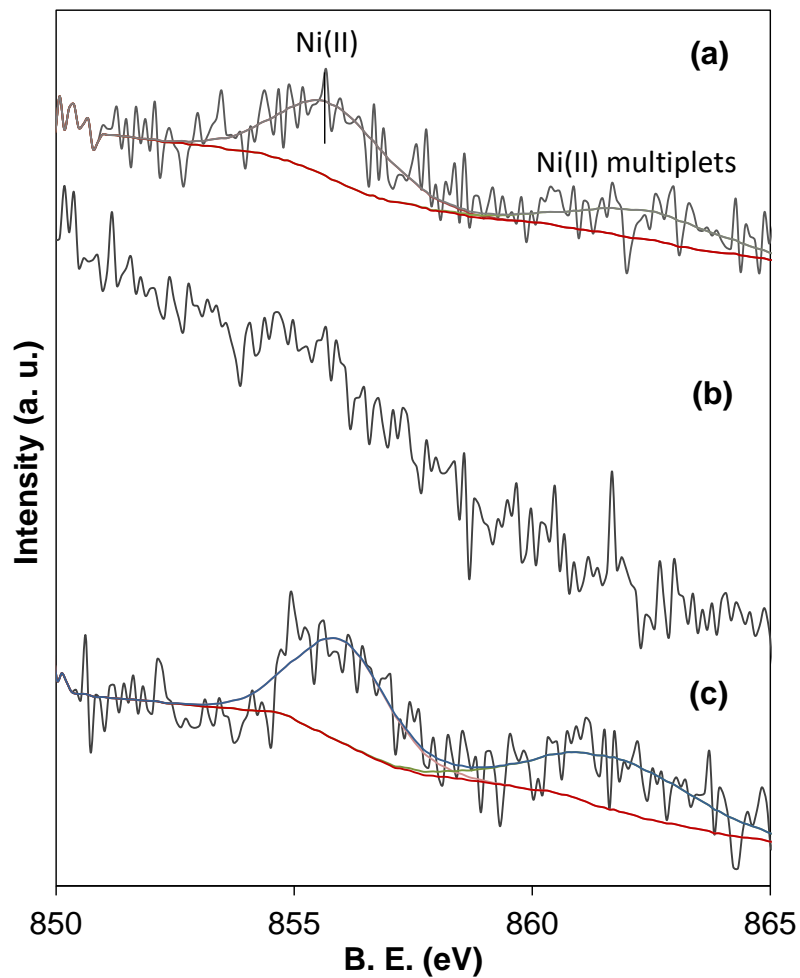 Ni(II)
(a)
Ni(II) multiplets
(b)
(c)
Intensity (a. u.)
850
855
860
865
B. E. (eV)